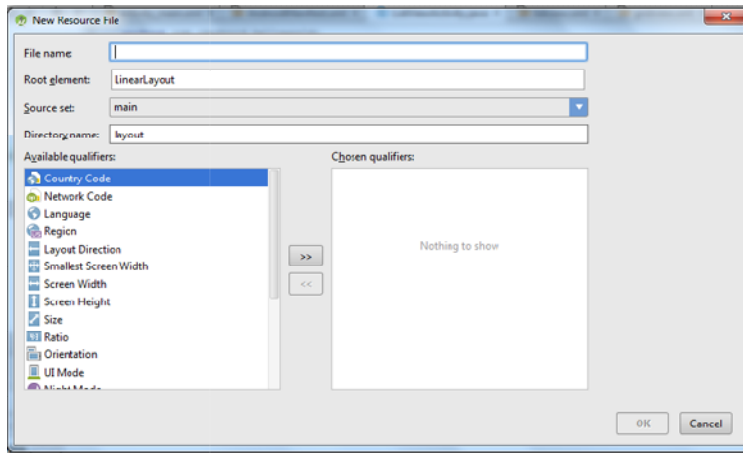 New Resource File
File name:
Root element: LinearLayout
Source set: main
Directory name: layout
Available qualifiers:
Chosen qualifiers:
Country Code
Network Code
Language
Region
Layout Direction
Smallest Screen Width
Screen Width
Screen Height
Size
Ratio
Orientation
UI Mode
Night Mode
>>
<<
Nothing to show
OK
Cancel